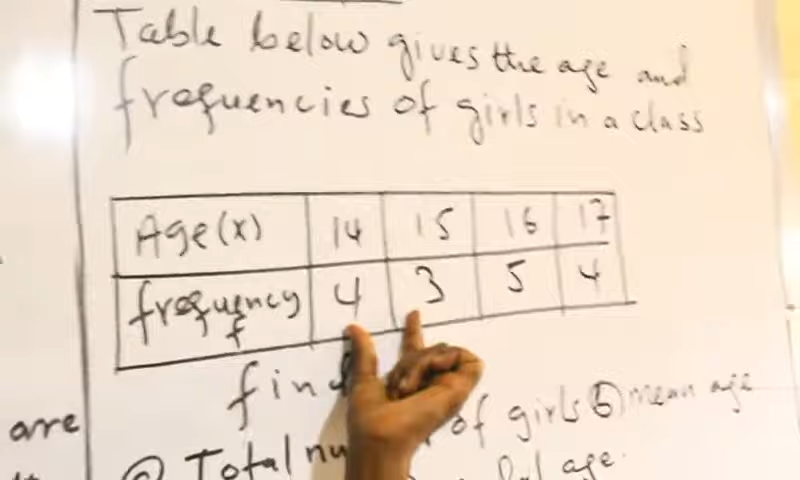 Table below gives the age and
frequencies of girls in a class
Age(x) 14 15 16 17
frequency f 4 3 5 4
find
are
ⓐ Total of girls ⓑ mean age
age.